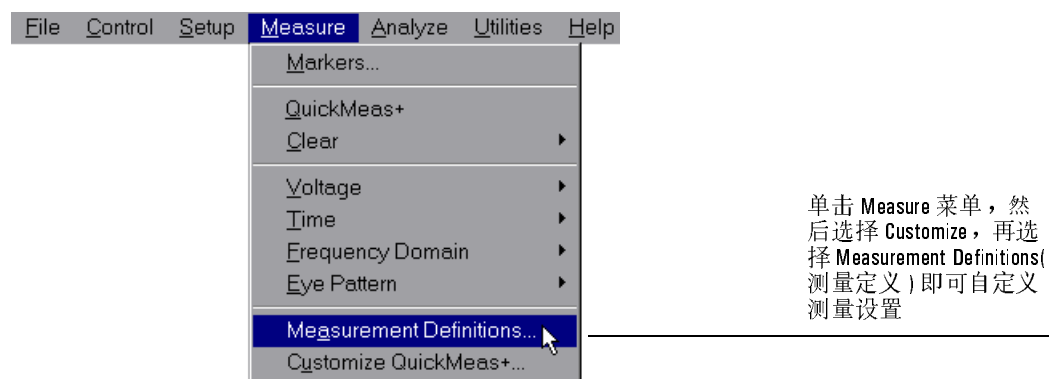 File Control Setup Measure Analyze Utilities Help
Markers...
QuickMeas+
Clear
Voltage
Time
Frequency Domain
Eye Pattern
Measurement Definitions...
Customize QuickMeas+...
单击 Measure 菜单，然
后选择 Customize，再选
择 Measurement Definitions(
测量定义 ) 即可自定义
测量设置